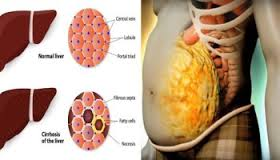 Central vein
Lobule
Portal triad
Normal liver
Fibrous septa
Fatty cells
Cirrhosis
of the liver
Necrosis